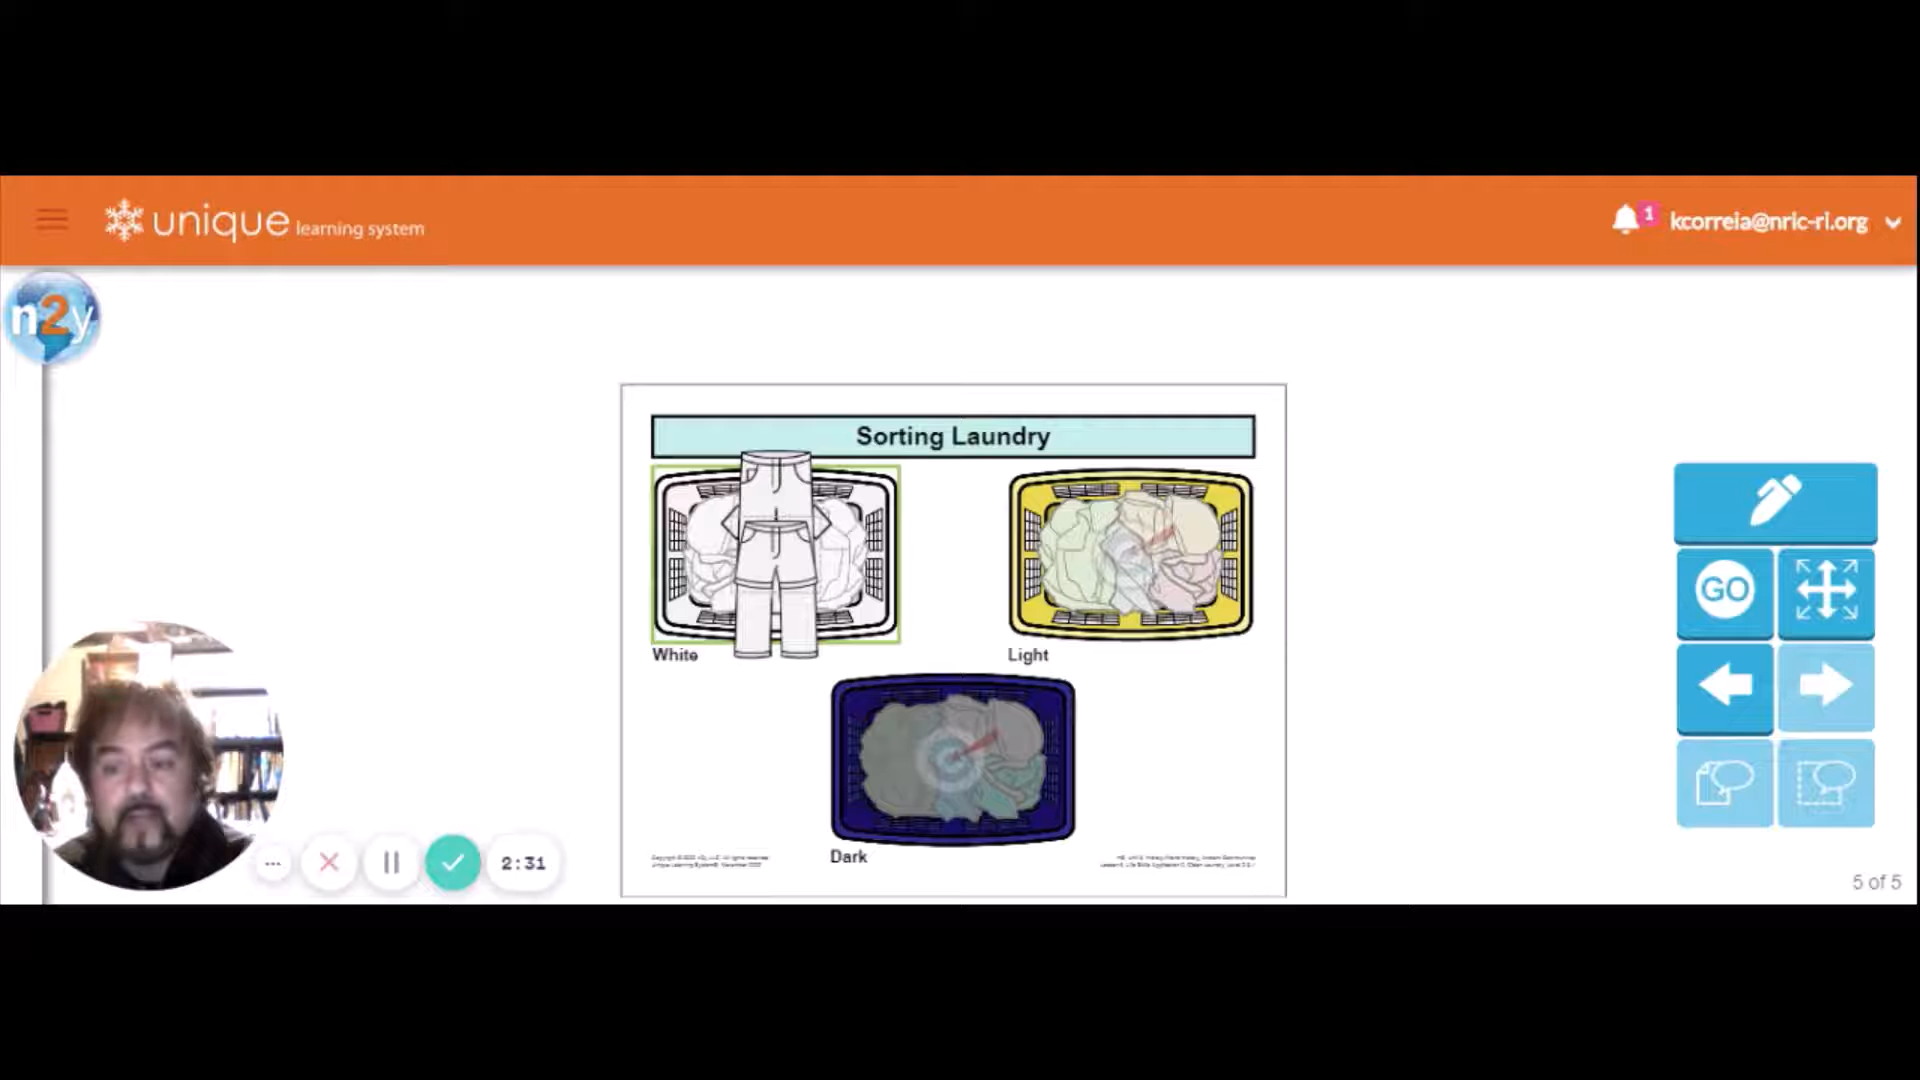 unique learning system
1
kcorreia@nric-ri.org
n2y
Sorting Laundry
White
Light
Dark
GO
2:31
5 of 5